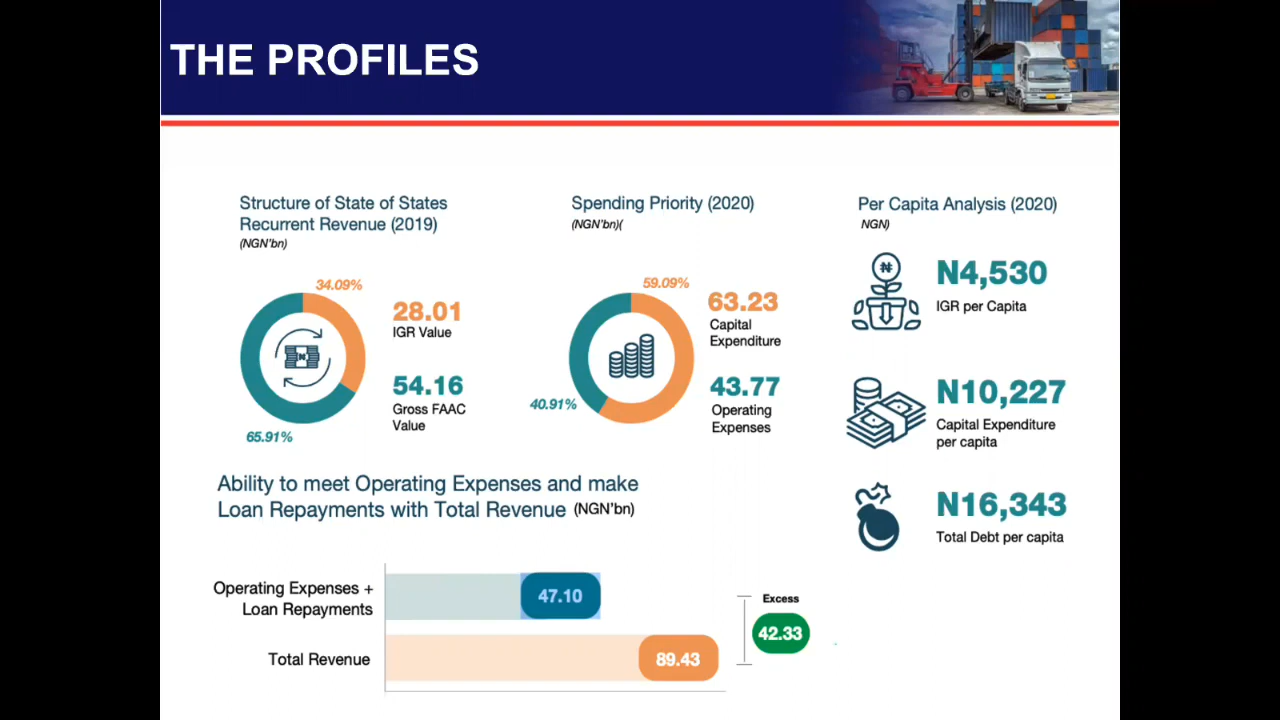 THE PROFILES
Structure of State of States
Recurrent Revenue (2019)
(NGN'bn)
34.09%
28.01
IGR Value
54.16
Gross FAAC
Value
65.91%
Spending Priority (2020)
(NGN'bn)(
59.09%
63.23
Capital
Expenditure
40.91%
43.77
Operating
Expenses
Per Capita Analysis (2020)
NGN)
N4,530
IGR per Capita
N10,227
Capital Expenditure
per capita
N16,343
Total Debt per capita
Ability to meet Operating Expenses and make
Loan Repayments with Total Revenue (NGN'bn)
Operating Expenses +
Loan Repayments
47.10
Total Revenue
89.43
Excess
42.33